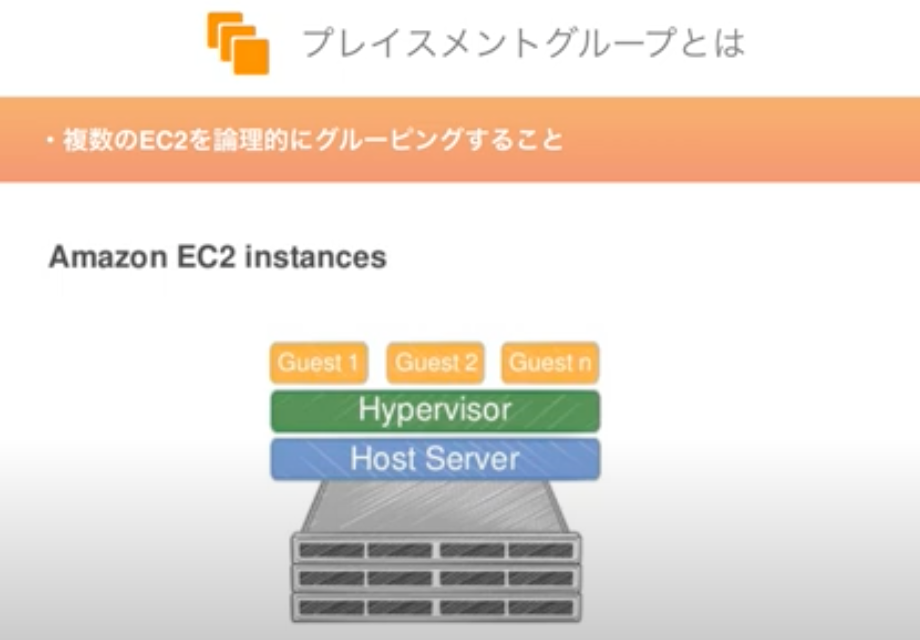 プレイスメントグループとは
・複数のEC2を論理的にグルーピングすること
Amazon EC2 instances
Guest 1 Guest 2 Guest n
Hypervisor
Host Server